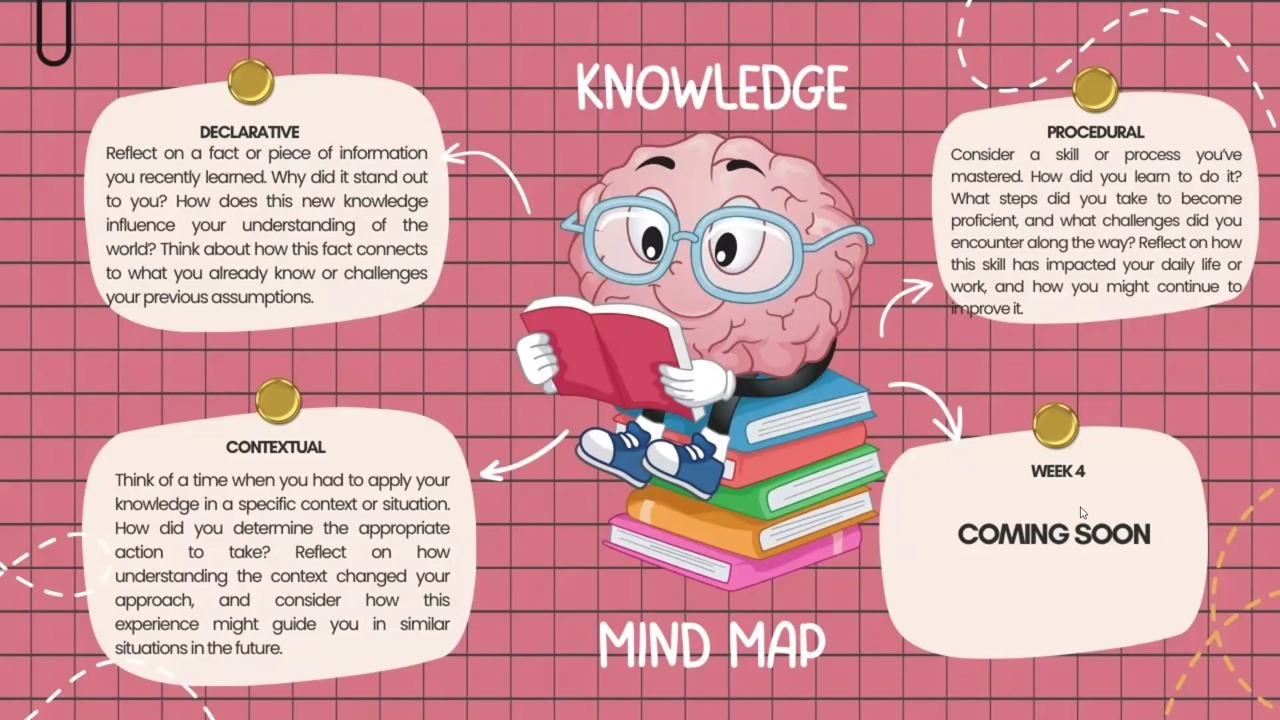 KNOWLEDGE
DECLARATIVE
Reflect on a fact or piece of information
you recently learned. Why did it stand out
to you? How does this new knowledge
influence your understanding of the
world? Think about how this fact connects
to what you already know or challenges
your previous assumptions.
PROCEDURAL
Consider a skill or process you've
mastered. How did you learn to do it?
What steps did you take to become
proficient, and what challenges did you
encounter along the way? Reflect on how
this skill has impacted your daily life or
work, and how you might continue to
improve it.
CONTEXTUAL
Think of a time when you had to apply your
knowledge in a specific context or situation.
How did you determine the appropriate
action to take? Reflect on how
understanding the context changed your
approach, and consider how this
experience might guide you in similar
situations in the future.
WEEK 4
COMING SOON
MIND MAP